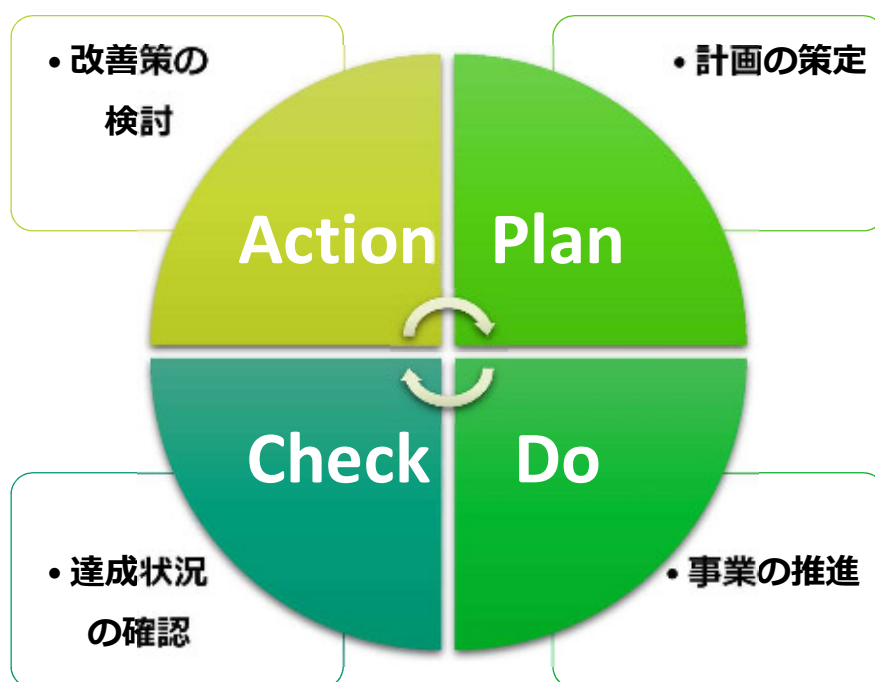 • 改善策の
検討
• 計画の策定
Action
Plan
Check
Do
• 達成状況
の確認
• 事業の推進